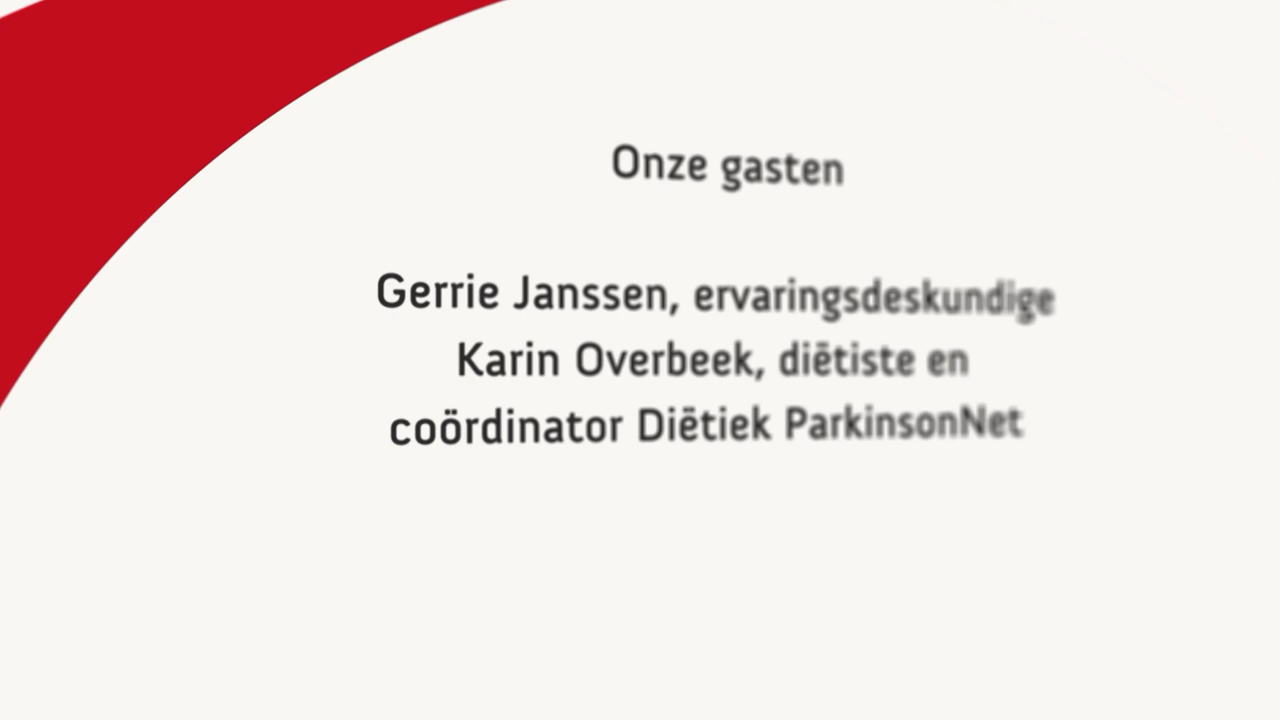 Onze gasten
Gerrie Janssen, ervaringsdeskundige
Karin Overbeek, diëtiste en
coördinator Diëtiek ParkinsonNet